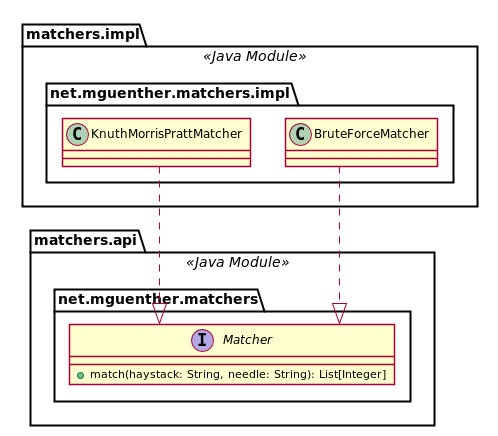 matchers.impl
«Java Module»
net.mguenther.matchers.impl
C KnuthMorrisPrattMatcher
C BruteForceMatcher
matchers.api
«Java Module»
net.mguenther.matchers
I Matcher
match(haystack: String, needle: String): List[Integer]